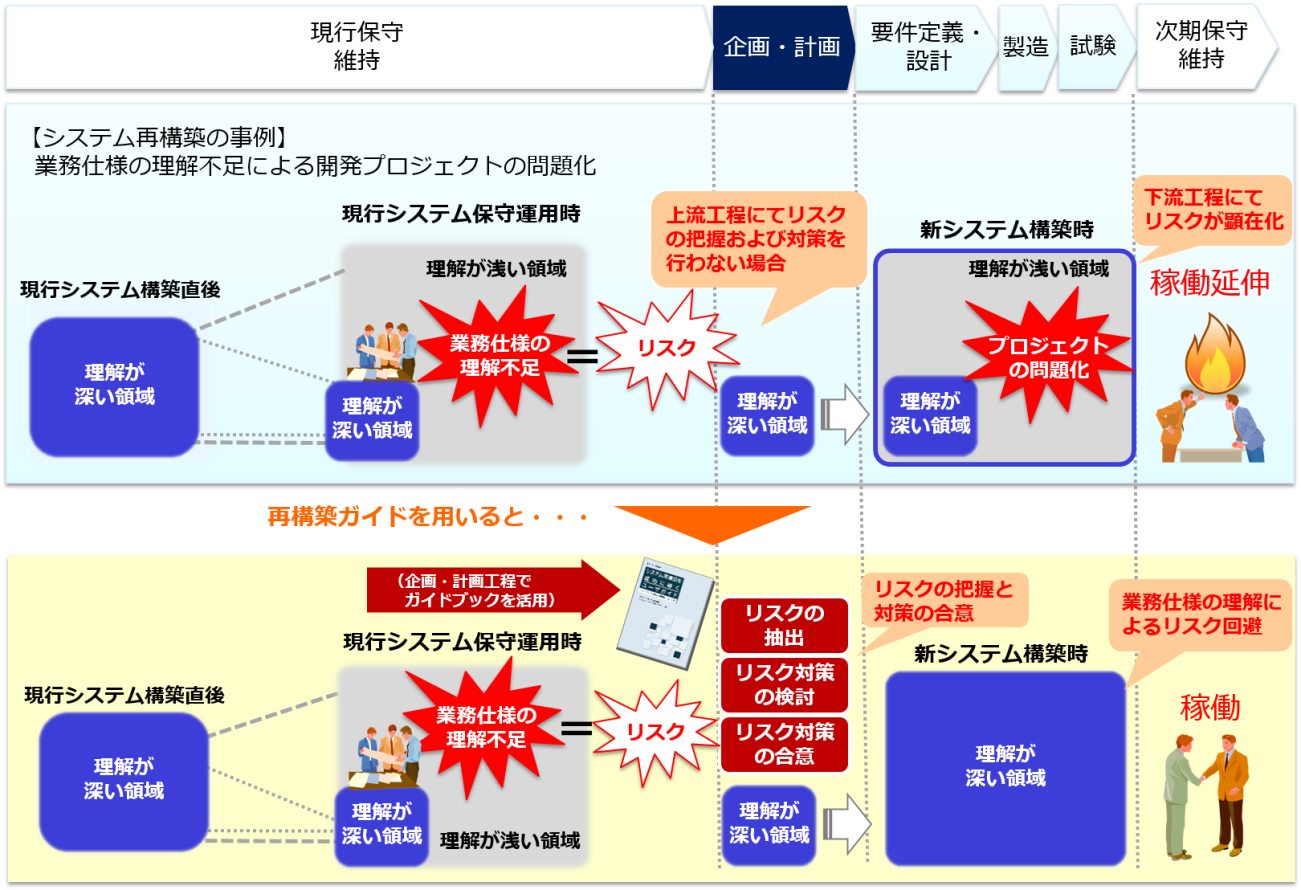 現行保守
維持
企画・計画
要件定義・
設計
製造
試験
次期保守
維持
【システム再構築の事例】
業務仕様の理解不足による開発プロジェクトの問題化
現行システム構築直後
理解が
深い領域
現行システム保守運用時
理解が浅い領域
業務仕様の
理解不足
理解が
深い領域
=
リスク
上流工程にてリスク
の把握および対策を
行わない場合
理解が
深い領域
新システム構築時
理解が浅い領域
プロジェクト
の問題化
理解が
深い領域
下流工程にて
リスクが顕在化
稼働延伸
再構築ガイドを用いると・・・
(企画・計画工程で
ガイドブックを活用)
現行システム構築直後
理解が
深い領域
現行システム保守運用時
業務仕様の
理解不足
理解が
深い領域
理解が浅い領域
=
リスク
リスクの
抽出
リスク対策
の検討
リスク対策
の合意
理解が
深い領域
リスクの把握と
対策の合意
新システム構築時
理解が
深い領域
業務仕様の理解に
よるリスク回避
稼働